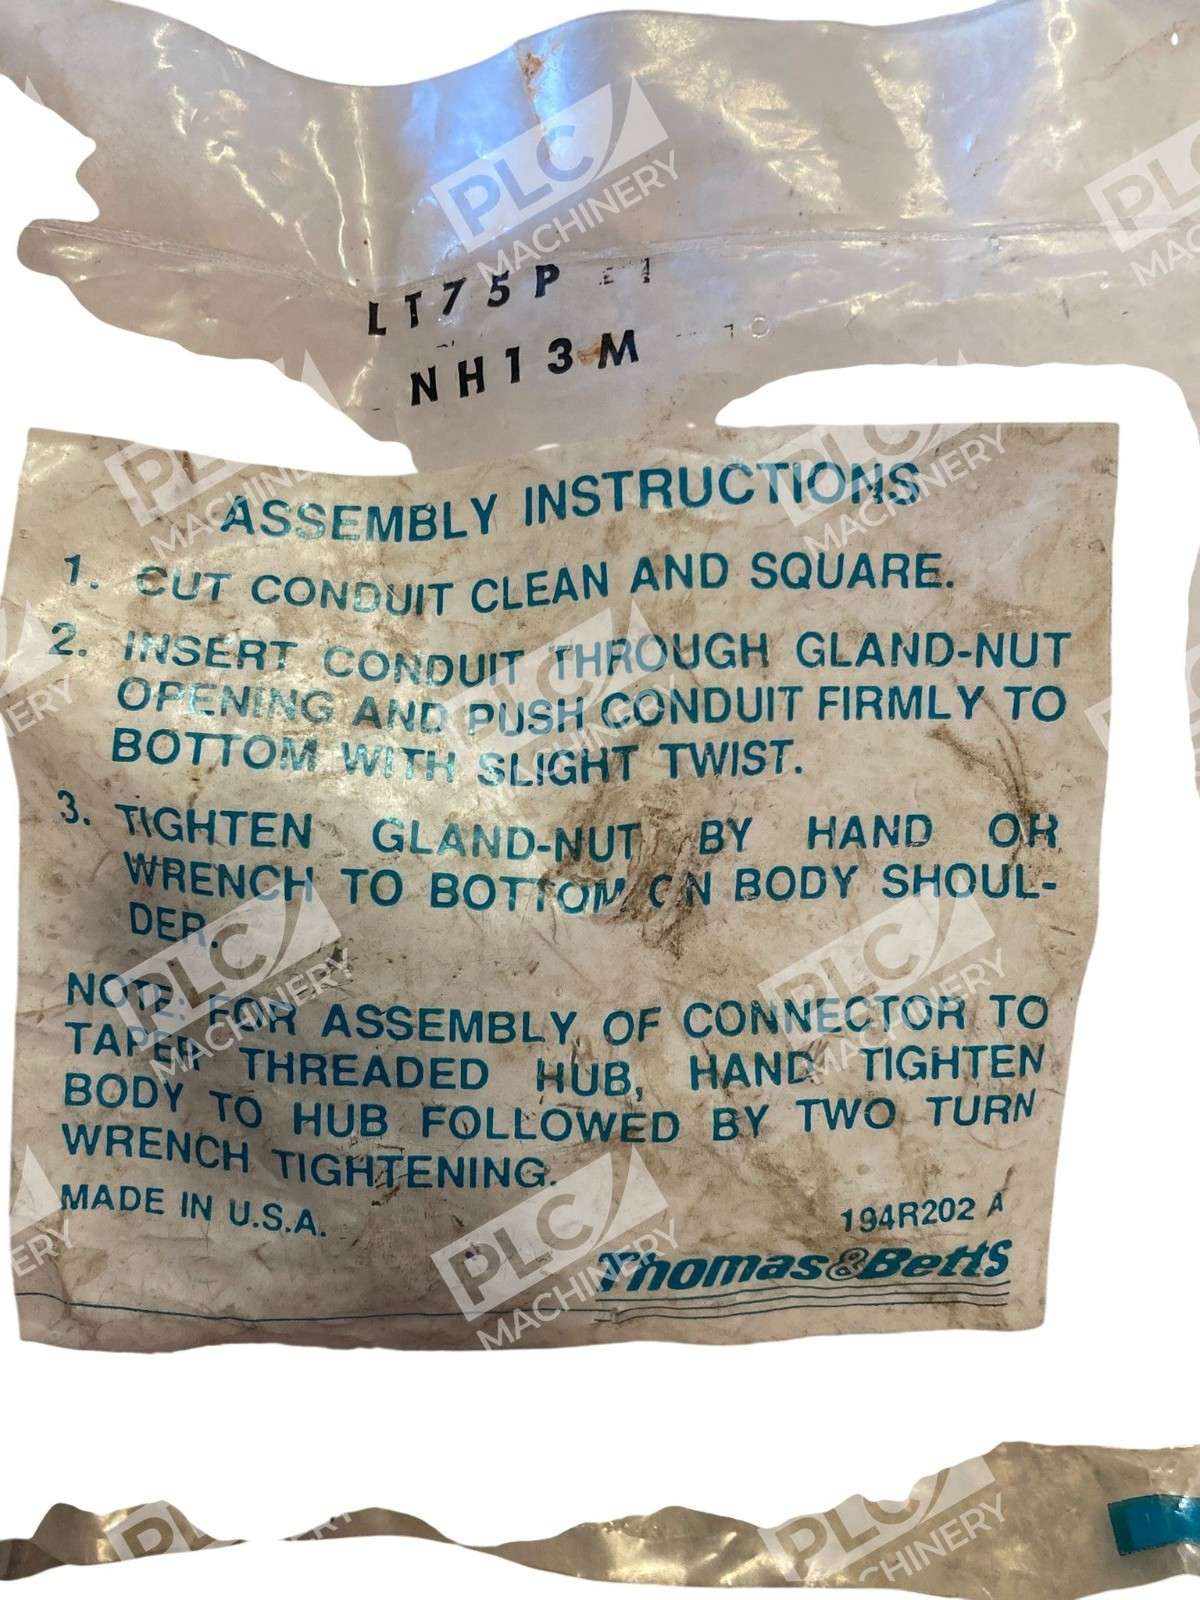 LT75P
NH13M
ASSEMBLY INSTRUCTIONS
1. CUT CONDUIT CLEAN AND SQUARE.
2. INSERT CONDUIT THROUGH GLAND-NUT
OPENING AND PUSH CONDUIT FIRMLY TO
BOTTOM WITH SLIGHT TWIST.
3. TIGHTEN GLAND-NUT BY HAND OR
WRENCH TO BOTTOM ON BODY SHOUL-
DER.
NOTE: FOR ASSEMBLY OF CONNECTOR TO
TAPER THREADED HUB, HAND TIGHTEN
BODY TO HUB FOLLOWED BY TWO TURN
WRENCH TIGHTENING.
MADE IN U.S.A.
194R202 A
Thomas&Betts
PLC MACHINERY